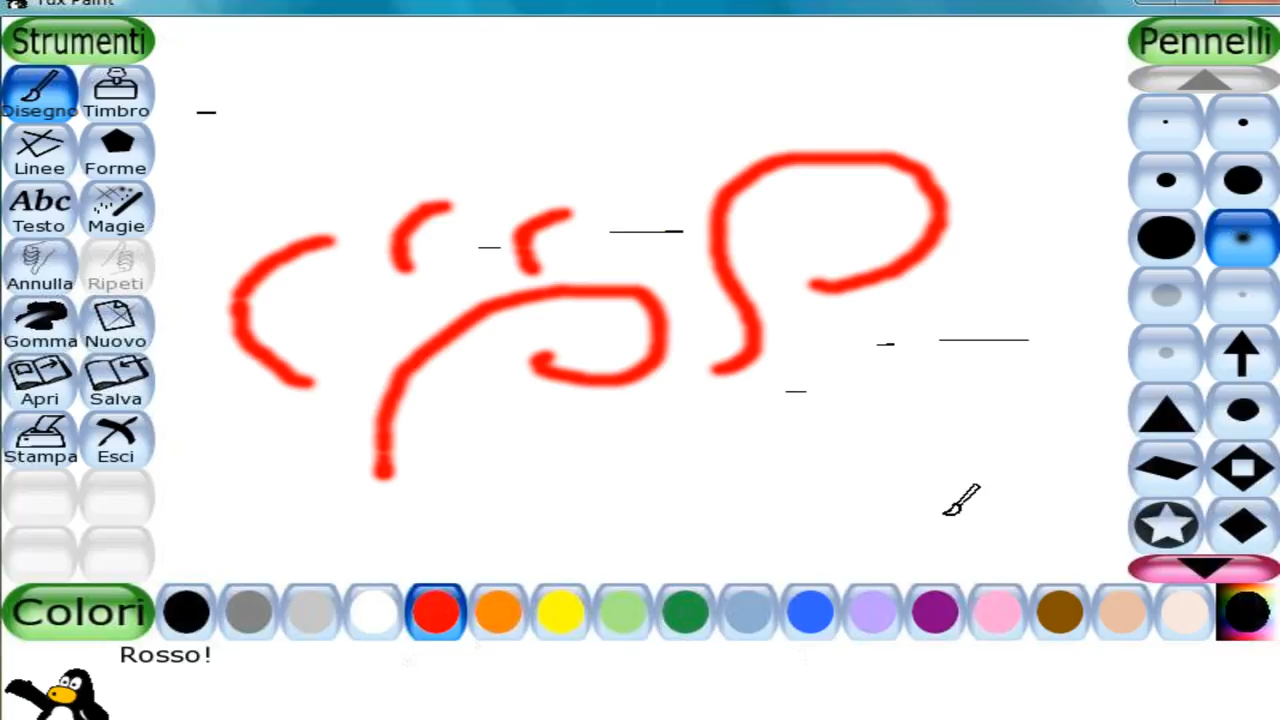 Tux Paint
Strumenti
Pennelli
Disegno Timbro
Linee Forme
Abc
Testo Magie
Annulla Ripeti
Gomma Nuovo
Apri Salva
Stampa Esci
Colori
Rosso!